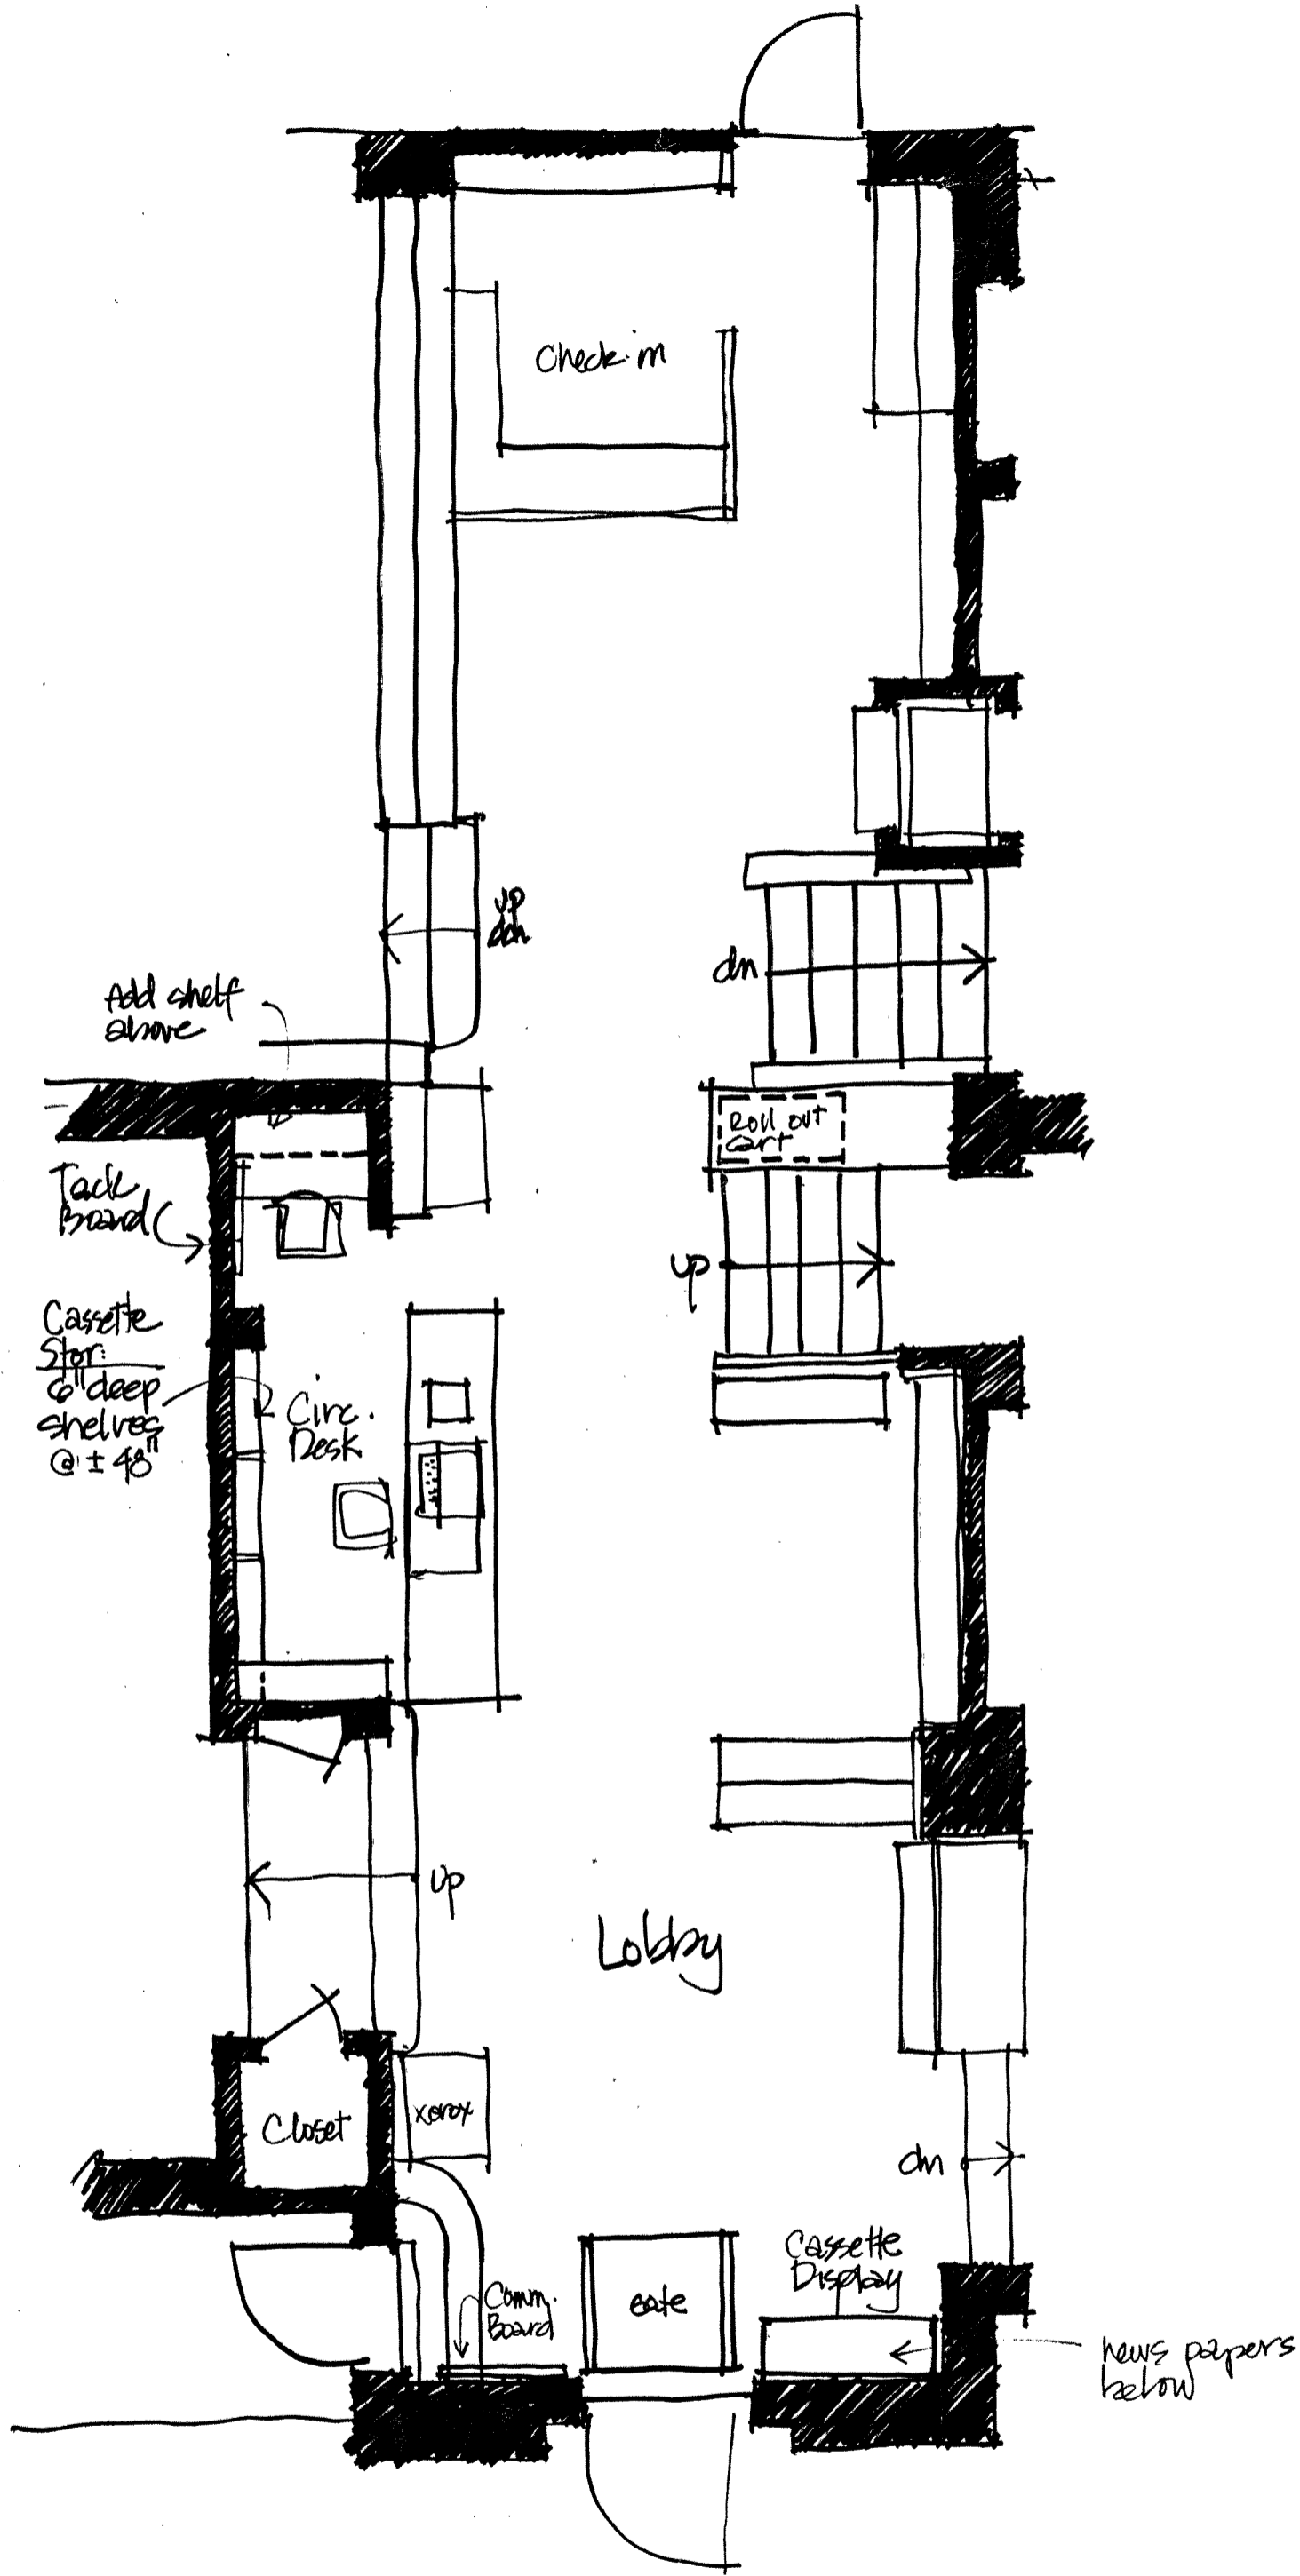 Check-in
up
dn
dn
Add shelf
above
Roll out
cart
Tack
Board
up
Cassette
Stor.
6" deep
shelves
@ ± 48"
Circ.
Desk
up
Lobby
Closet
xerox
dn
Cassette
Display
Comm.
Board
Gate
news papers
below